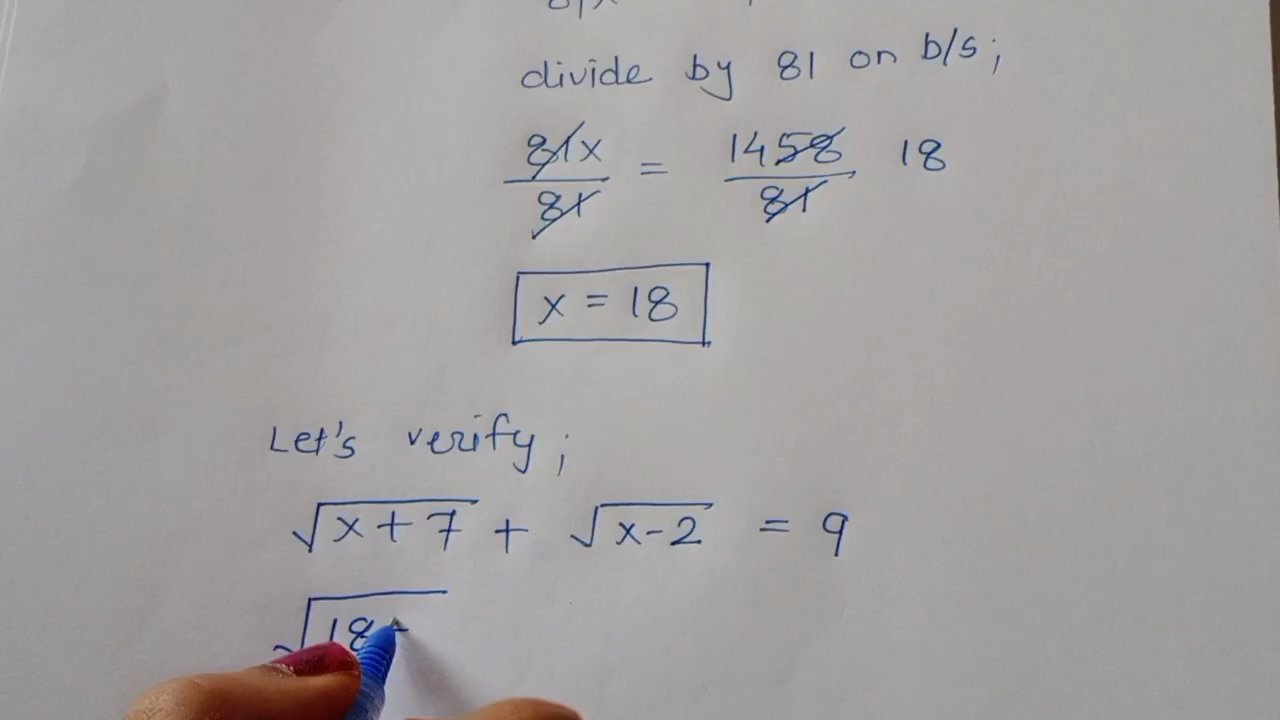 divide by 81 on b/s;
81x/81 = 1458/81 18
x = 18
Let's verify;
√x+7 + √x-2 = 9
√18